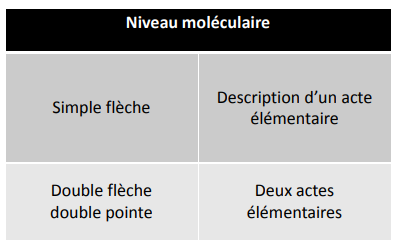 Niveau moléculaire
Simple flèche
Description d’un acte
élémentaire
Double flèche
double pointe
Deux actes
élémentaires